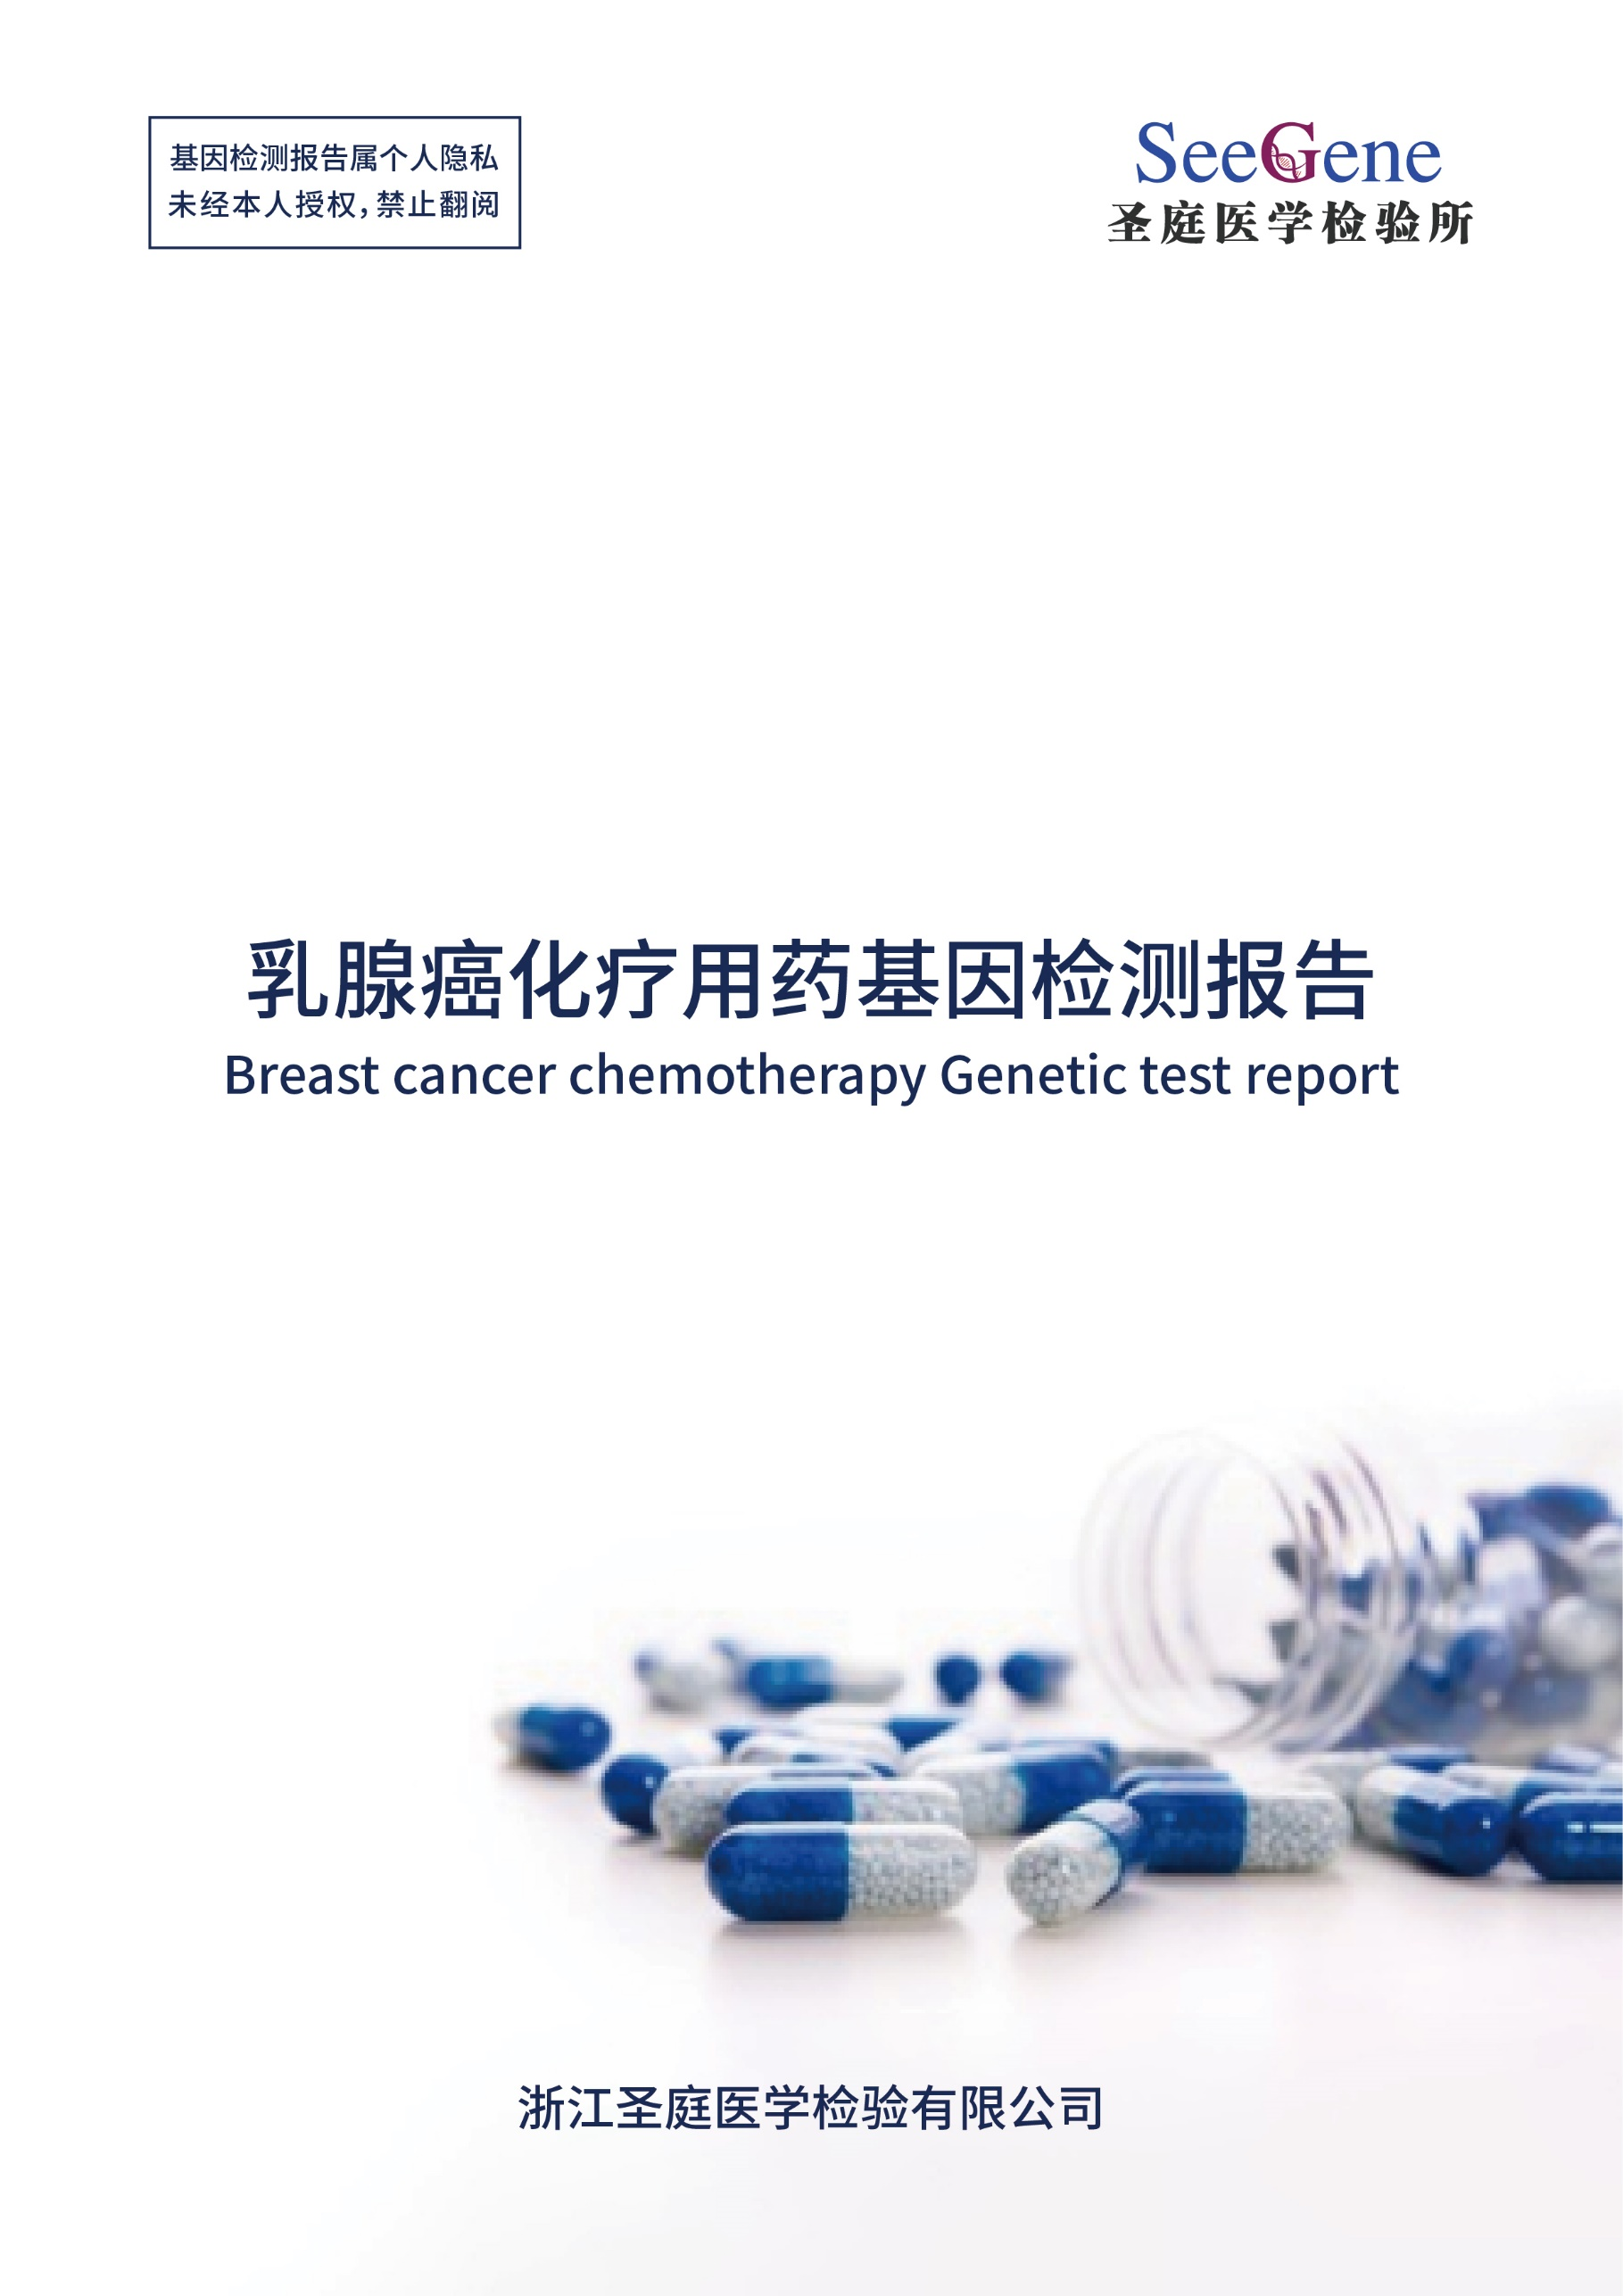 基因检测报告属个人隐私
未经本人授权，禁止翻阅
SeeGene
圣庭医学检验所
乳腺癌化疗用药基因检测报告
Breast cancer chemotherapy Genetic test report
浙江圣庭医学检验有限公司